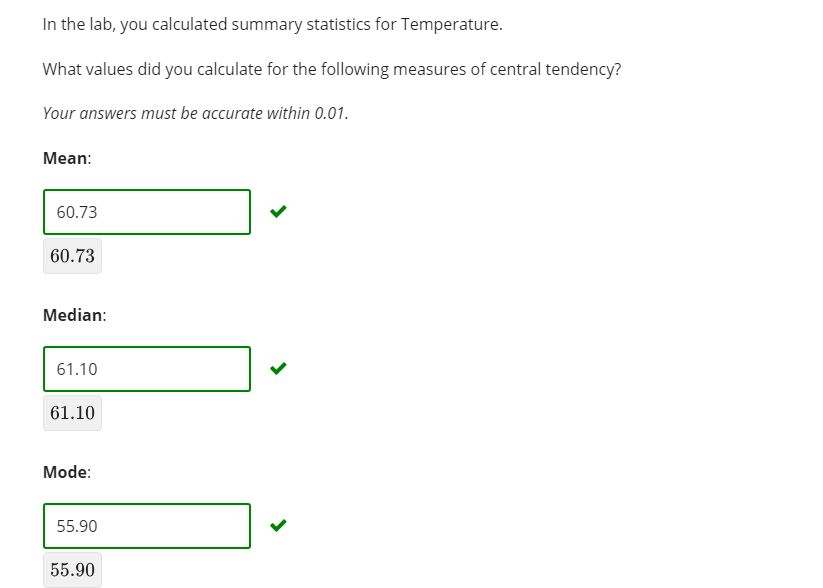 In the lab, you calculated summary statistics for Temperature.
What values did you calculate for the following measures of central tendency?
Your answers must be accurate within 0.01.
Mean:
60.73
60.73
Median:
61.10
61.10
Mode:
55.90
55.90